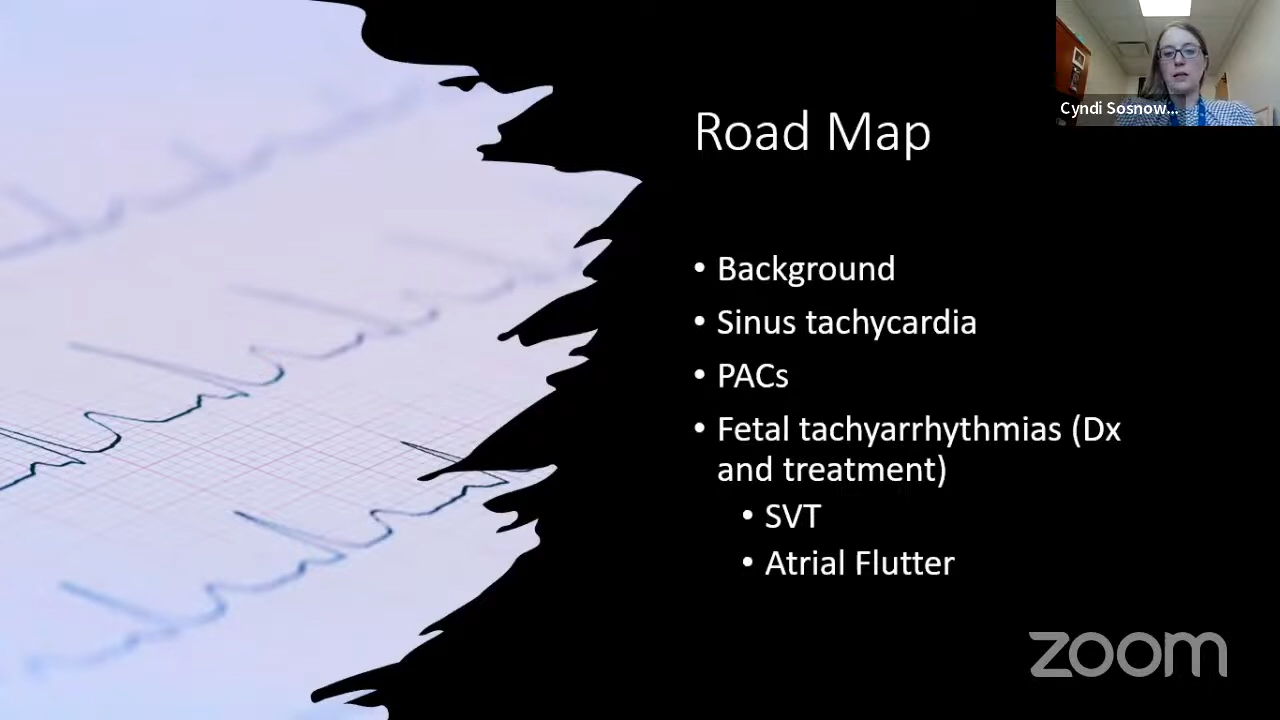 Cyndi Sosnow...
Road Map
• Background
• Sinus tachycardia
• PACs
• Fetal tachyarrhythmias (Dx
and treatment)
• SVT
• Atrial Flutter
zoom